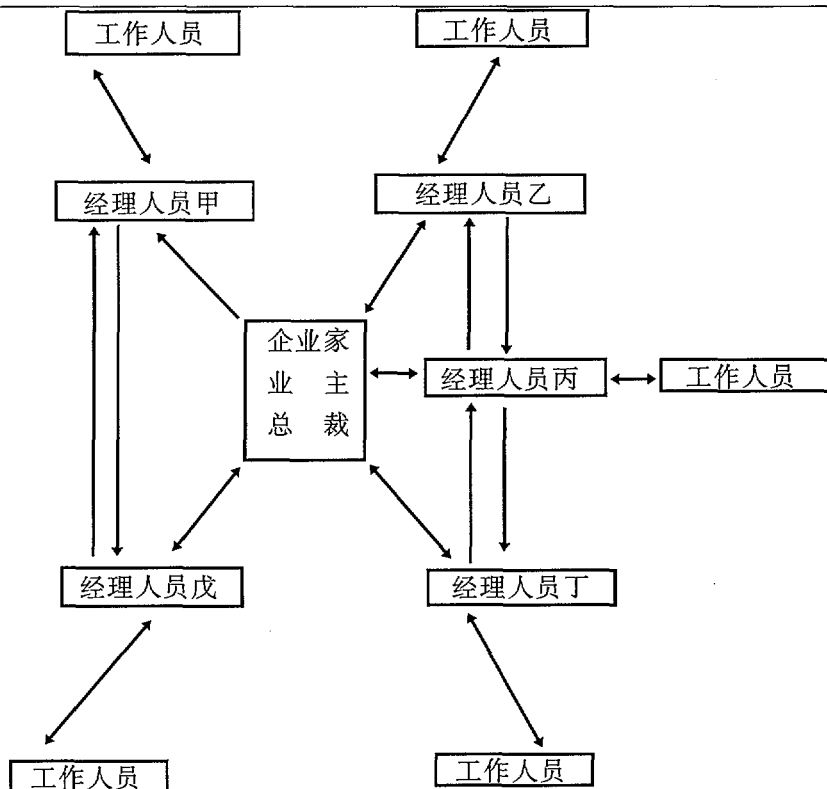 工作人员
工作人员
经理人员甲
经理人员乙
企业家
业 主
总 裁
经理人员丙
工作人员
经理人员戊
经理人员丁
工作人员
工作人员